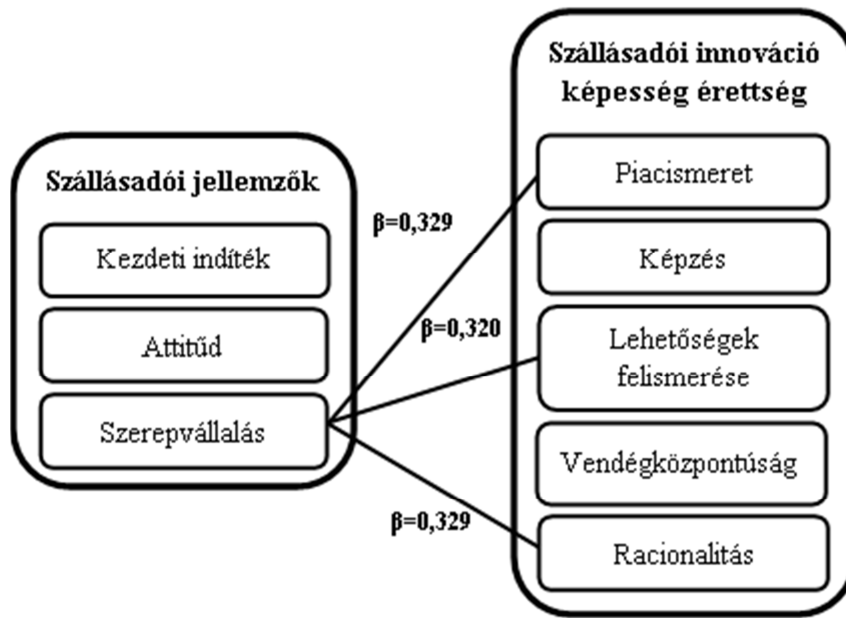 Szállásadói jellemzők
Kezdeti indíték
Attitűd
Szerepvállalás
β=0,329
β=0,320
β=0,329
Szállásadói innováció
képesség érettség
Piacismeret
Képzés
Lehetőségek
felismerése
Vendégközpontúság
Racionalitás